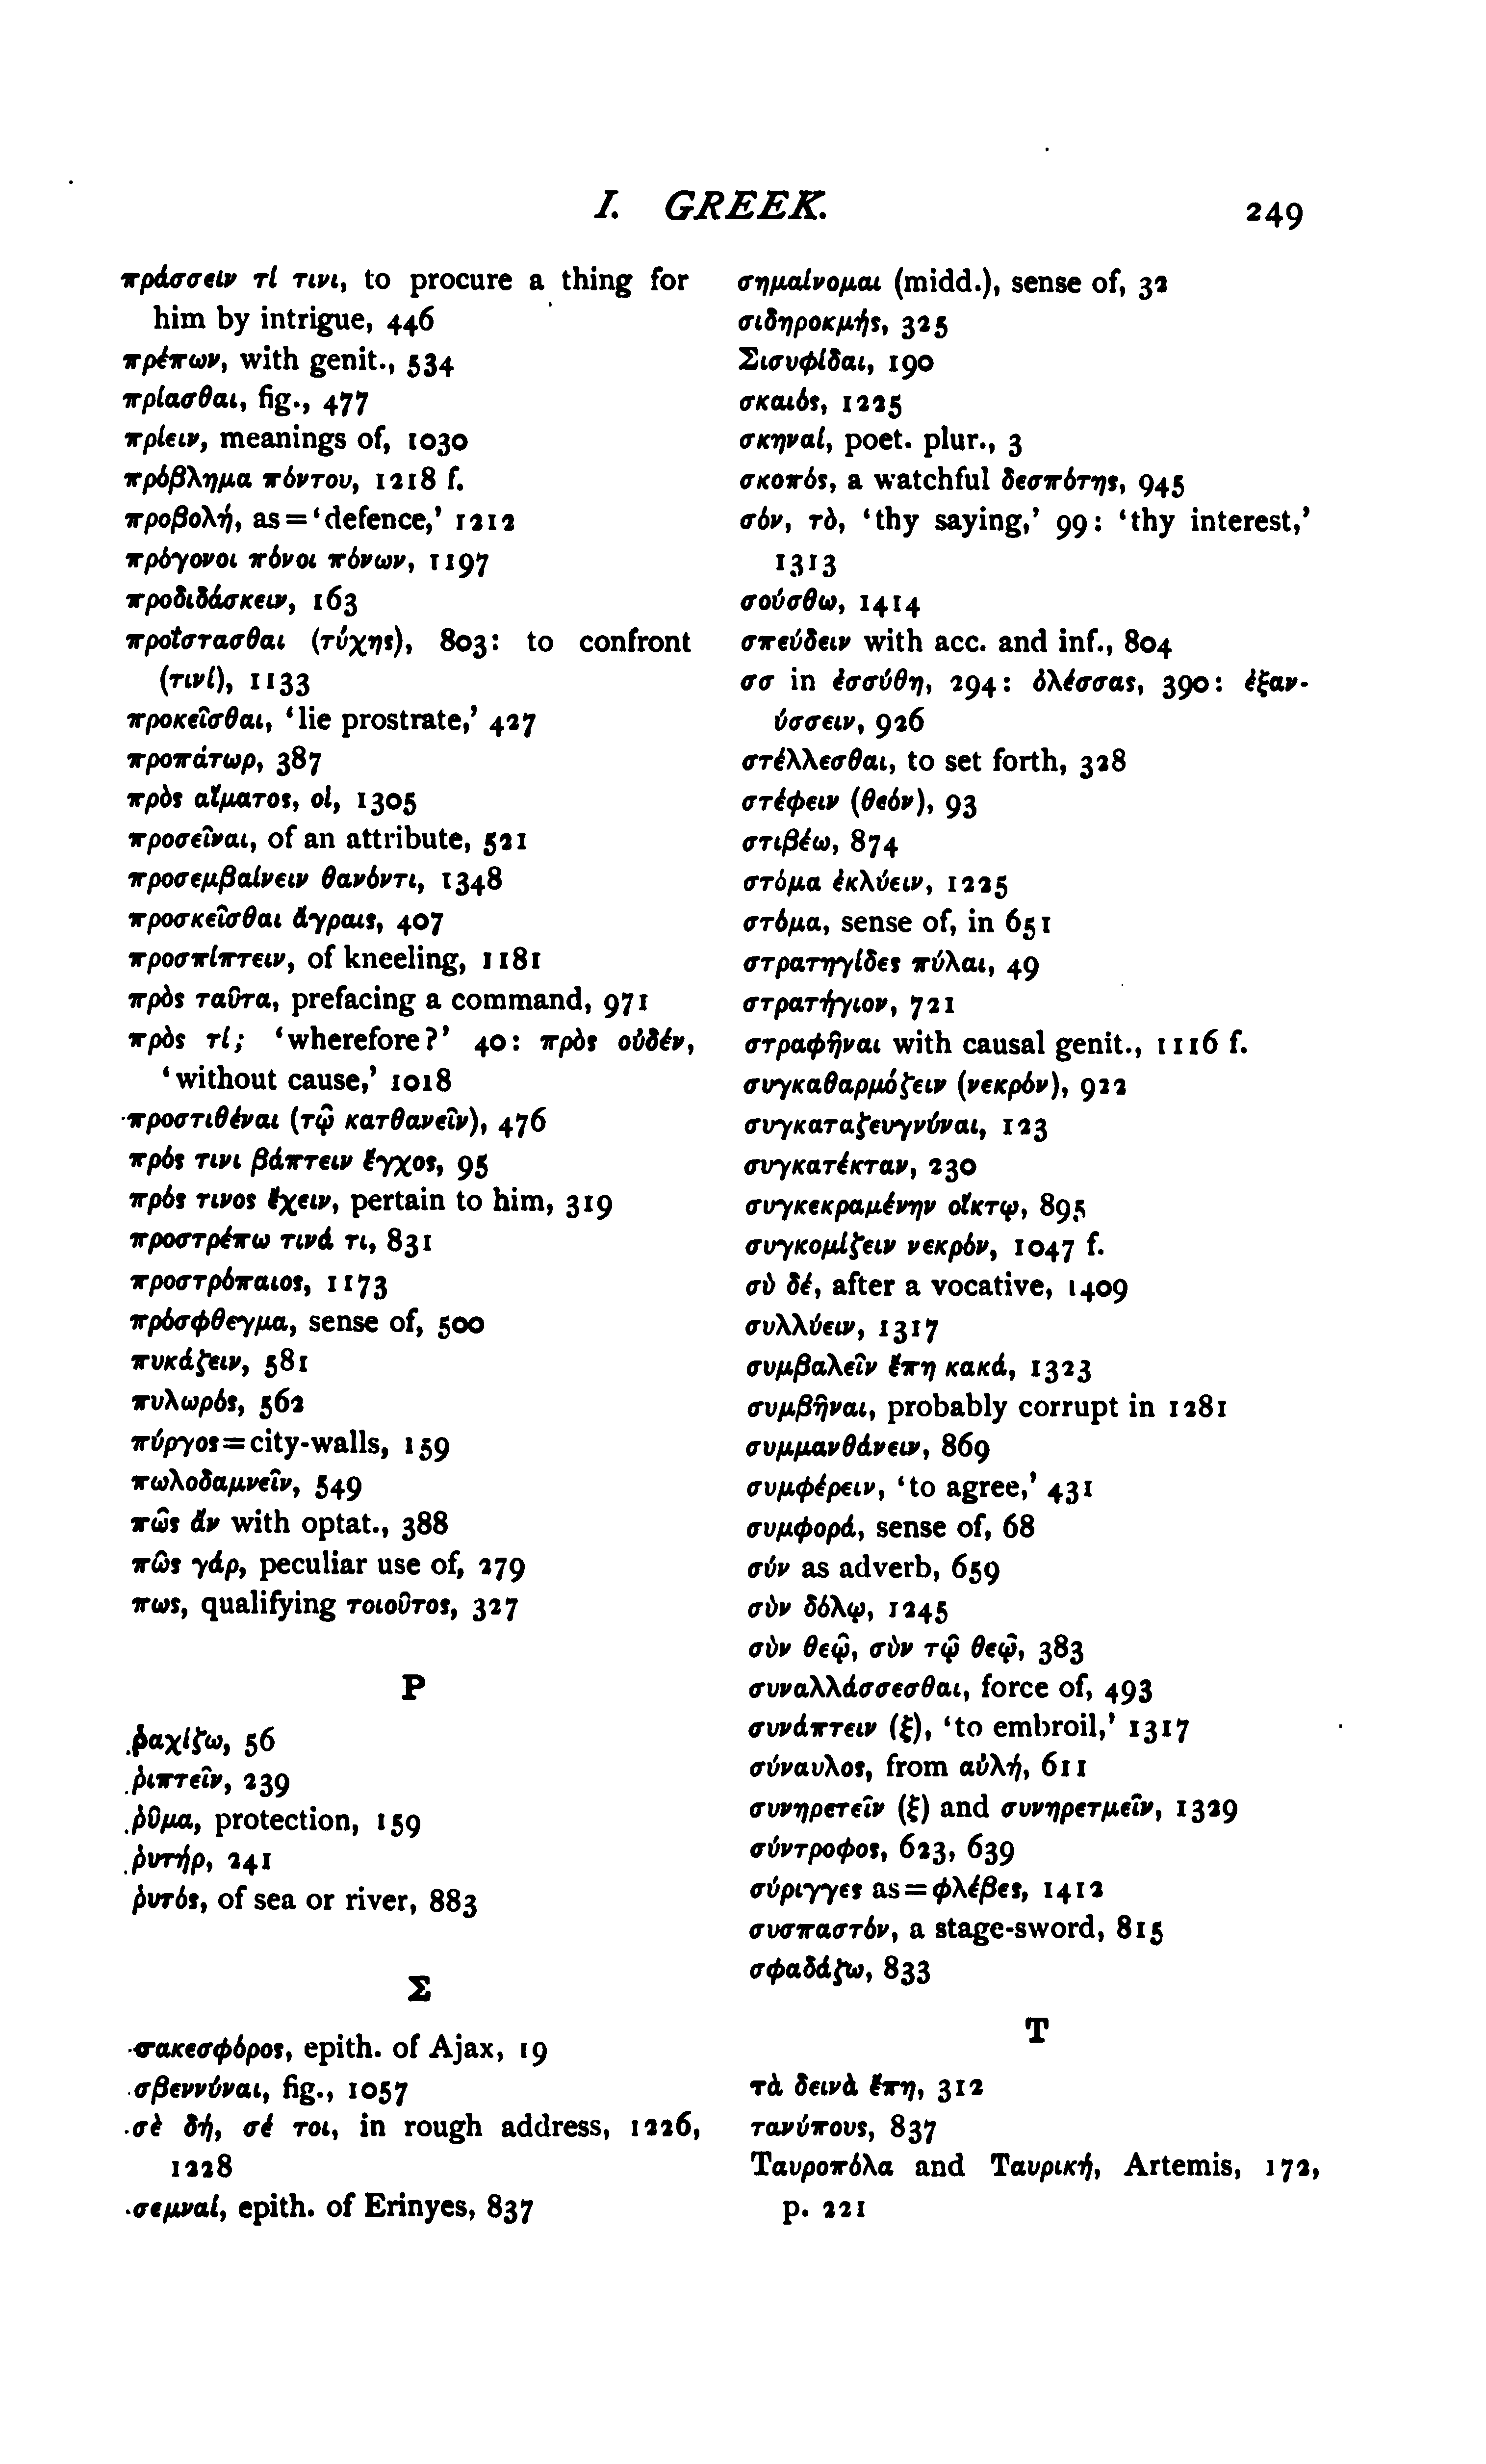 I. GREEK.
249
πράσσειν τί τινι, to procure a thing for
him by intrigue, 446
πρέπων, with genit., 534
πρίασθαι, fig., 477
πρίειν, meanings of, 1030
πρόβλημα πόντου, 1218 f.
προβολή, as = ‘defence,’ 1212
πρόγονοι πόνοι πόνων, 1197
προδιδάσκειν, 163
προΐστασθαι (τύχης), 803: to confront
(τινί), 1133
προκεῖσθαι, ‘lie prostrate,’ 427
προπάτωρ, 387
πρὸς αἵματος, οἱ, 1305
προσεῖναι, of an attribute, 521
προσεμβαίνειν θανόντι, 1348
προσκεῖσθαι ἄγραις, 407
προσπίπτειν, of kneeling, 1181
πρὸς ταῦτα, prefacing a command, 971
πρὸς τί; ‘wherefore?’ 40: πρὸς οὐδέν,
‘without cause,’ 1018
προστιθέναι (τῷ κατθανεῖν), 476
πρός τινι βάπτειν ἔγχος, 95
πρός τινος ἔχειν, pertain to him, 319
προστρέπω τινά τι, 831
προστρόπαιος, 1173
πρόσφθεγμα, sense of, 500
πυκάζειν, 581
πυλωρός, 562
πύργος = city-walls, 159
πωλοδαμνεῖν, 549
πῶς ἄν with optat., 388
πῶς γάρ, peculiar use of, 279
πως, qualifying τοιοῦτος, 327
Ρ
ῥαχίζω, 56
ῥιπτεῖν, 239
ῥῦμα, protection, 159
ῥυτήρ, 241
ῥυτός, of sea or river, 883
Σ
σακεσφόρος, epith. of Ajax, 19
σβεννύναι, fig., 1057
σὲ δή, σέ τοι, in rough address, 1226,
1228
σεμναί, epith. of Erinyes, 837
σημαίνομαι (midd.), sense of, 32
σιδηροκμής, 325
Σισυφίδαι, 190
σκαιός, 1225
σκηναί, poet. plur., 3
σκοπός, a watchful δεσπότης, 945
σόν, τὸ, ‘thy saying,’ 99: ‘thy interest,’
1313
σούσθω, 1414
σπεύδειν with acc. and inf., 804
σσ in ἐσσύθη, 294: ὀλέσσας, 390: ἐξαν-
ύσσειν, 926
στέλλεσθαι, to set forth, 328
στέφειν (θεόν), 93
στιβέω, 874
στόμα ἐκλύειν, 1225
στόμα, sense of, in 651
στρατηγίδες πύλαι, 49
στρατήγιον, 721
στραφῆναι with causal genit., 1116 f.
συγκαθαρμόζειν (νεκρόν), 922
συγκαταζευγνύναι, 123
συγκατέκταν, 230
συγκεκραμένην οἴκτῳ, 895
συγκομίζειν νεκρόν, 1047 f.
σὺ δέ, after a vocative, 1409
συλλύειν, 1317
συμβαλεῖν ἔπη κακά, 1323
συμβῆναι, probably corrupt in 1281
συμμανθάνειν, 869
συμφέρειν, ‘to agree,’ 431
συμφορά, sense of, 68
σύν as adverb, 659
σὺν δόλῳ, 1245
σὺν θεῷ, σὺν τῷ θεῷ, 383
συναλλάσσεσθαι, force of, 493
συνάπτειν (ξ), ‘to embroil,’ 1317
σύναυλος, from αὐλή, 611
συνηρετεῖν (ξ) and συνηρετμεῖν, 1329
σύντροφος, 623, 639
σύριγγες as = φλέβες, 1412
συσπαστόν, a stage-sword, 815
σφαδάζω, 833
Τ
τὰ δεινὰ ἔπη, 312
τανύπους, 837
Ταυροπόλα and Ταυρική, Artemis, 172,
p. 221